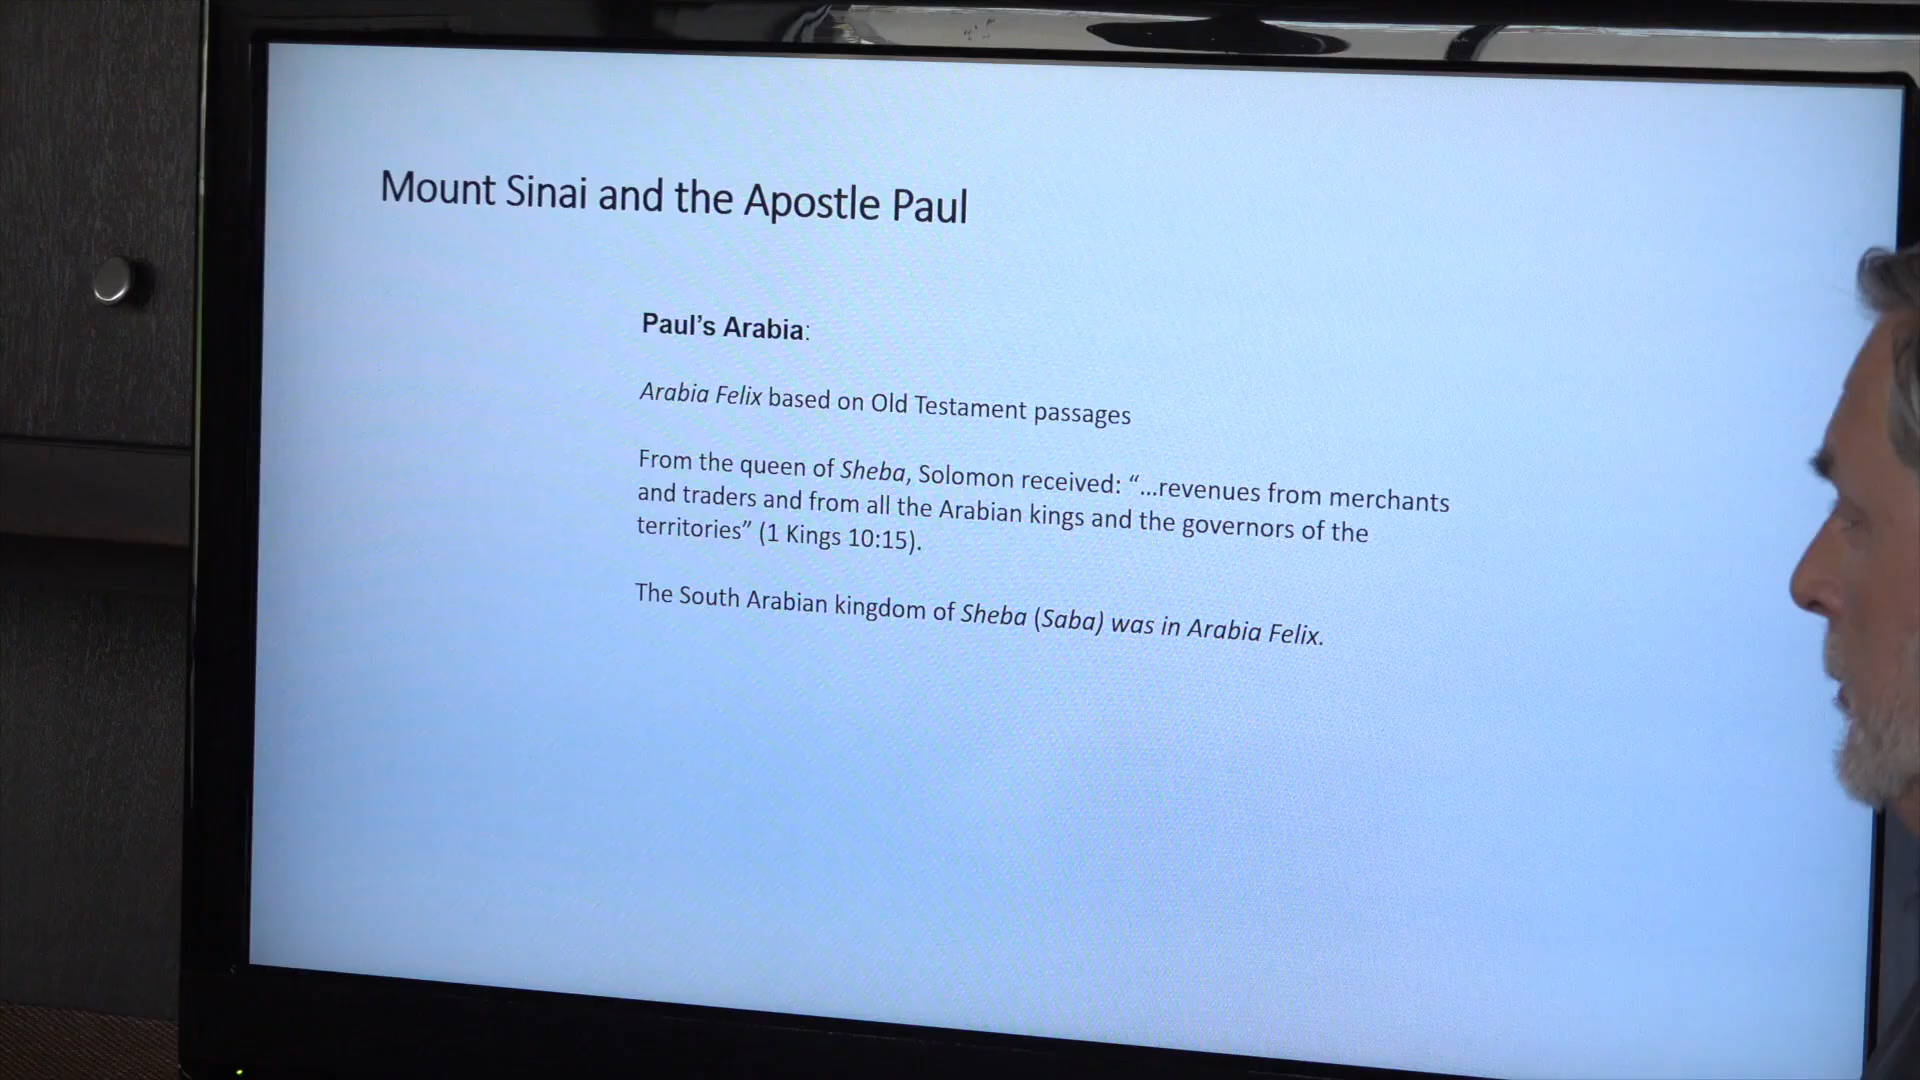 Mount Sinai and the Apostle Paul
Paul’s Arabia:
Arabia Felix based on Old Testament passages
From the queen of Sheba, Solomon received: “...revenues from merchants
and traders and from all the Arabian kings and the governors of the
territories” (1 Kings 10:15).
The South Arabian kingdom of Sheba (Saba) was in Arabia Felix.